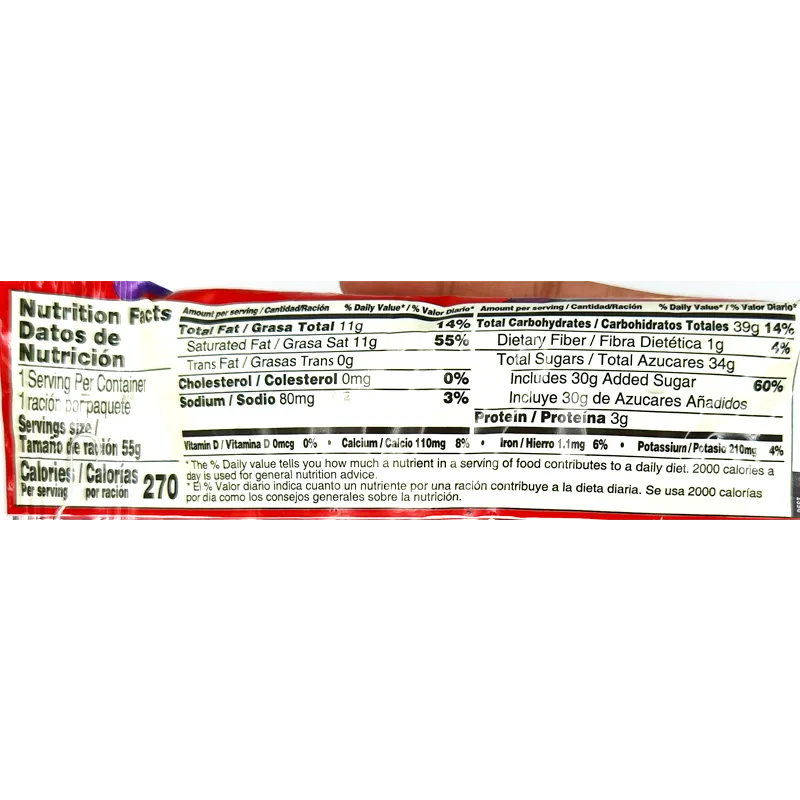 Nutrition Facts
Datos de
Nutrición
1 Serving Per Container
1 ración por paquete
Servings size /
Tamaño de ración 55g
Calories / Calorías
Per serving por ración 270
Amount per serving / Cantidad/Ración % Daily Value* / % Valor Diario*
Total Fat / Grasa Total 11g 14%
Saturated Fat / Grasa Sat 11g 55%
Trans Fat / Grasas Trans 0g
Cholesterol / Colesterol 0mg 0%
Sodium / Sodio 80mg 3%
Amount per serving / Cantidad/Ración % Daily Value* / % Valor Diario*
Total Carbohydrates / Carbohidratos Totales 39g 14%
Dietary Fiber / Fibra Dietética 1g 4%
Total Sugars / Total Azucares 34g
Includes 30g Added Sugar 60%
Incluye 30g de Azucares Añadidos
Protein / Proteína 3g
Vitamin D / Vitamina D 0mcg 0% • Calcium / Calcio 110mg 8% • Iron / Hierro 1.1mg 6% • Potassium / Potasio 210mg 4%
*The % Daily value tells you how much a nutrient in a serving of food contributes to a daily diet. 2000 calories a
day is used for general nutrition advice.
*El % Valor diario indica cuanto un nutriente por una ración contribuye a la dieta diaria. Se usa 2000 calorías
por día como los consejos generales sobre la nutrición.